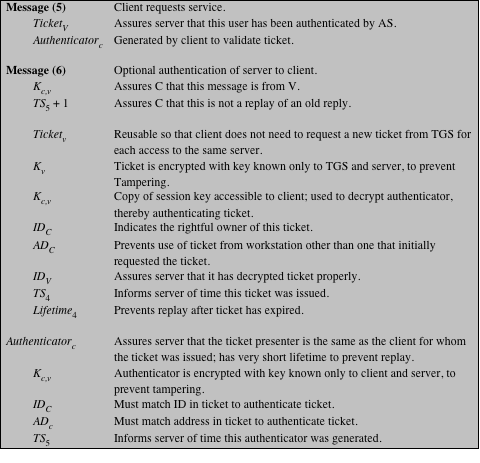 Message (5) Client requests service.
Ticket_V Assures server that this user has been authenticated by AS.
Authenticator_c Generated by client to validate ticket.
Message (6) Optional authentication of server to client.
K_c,v Assures C that this message is from V.
TS_5 + 1 Assures C that this is not a replay of an old reply.
Ticket_v Reusable so that client does not need to request a new ticket from TGS for
each access to the same server.
K_v Ticket is encrypted with key known only to TGS and server, to prevent
Tampering.
K_c,v Copy of session key accessible to client; used to decrypt authenticator,
thereby authenticating ticket.
ID_C Indicates the rightful owner of this ticket.
AD_C Prevents use of ticket from workstation other than one that initially
requested the ticket.
ID_V Assures server that it has decrypted ticket properly.
TS_4 Informs server of time this ticket was issued.
Lifetime_4 Prevents replay after ticket has expired.
Authenticator_c Assures server that the ticket presenter is the same as the client for whom
the ticket was issued; has very short lifetime to prevent replay.
K_c,v Authenticator is encrypted with key known only to client and server, to
prevent tampering.
ID_C Must match ID in ticket to authenticate ticket.
AD_c Must match address in ticket to authenticate ticket.
TS_5 Informs server of time this authenticator was generated.